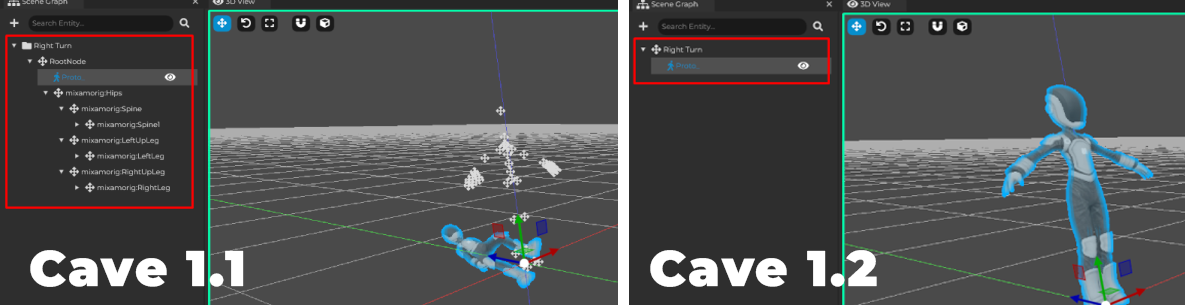 Scene Graph
3D View
Search Entity...
Right Turn
RootNode
Proto...
mixamorig:Hips
mixamorig:Spine
mixamorig:Spine1
mixamorig:LeftUpLeg
mixamorig:LeftLeg
mixamorig:RightUpLeg
mixamorig:RightLeg
Cave 1.1
Scene Graph
3D View
Search Entity...
Right Turn
Proto...
Cave 1.2